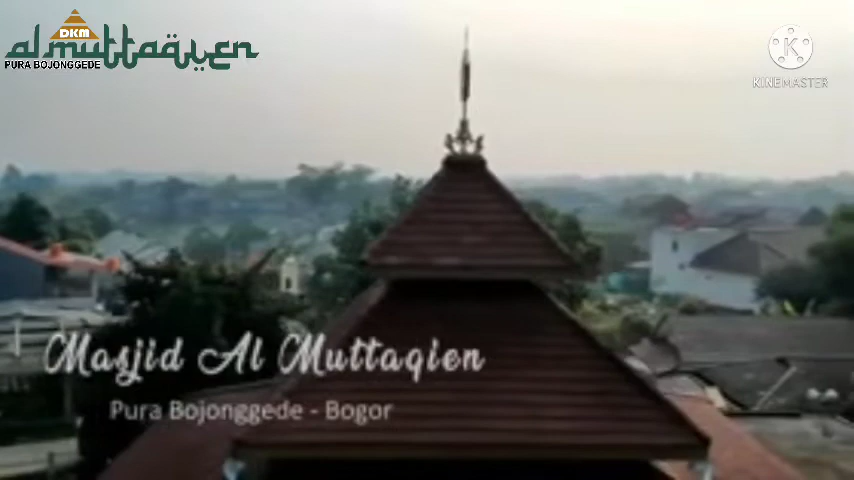 DKM
almuttaqien
PURA BOJONGGEDE
KINEMASTER
Masjid Al Muttaqien
Pura Bojonggede - Bogor